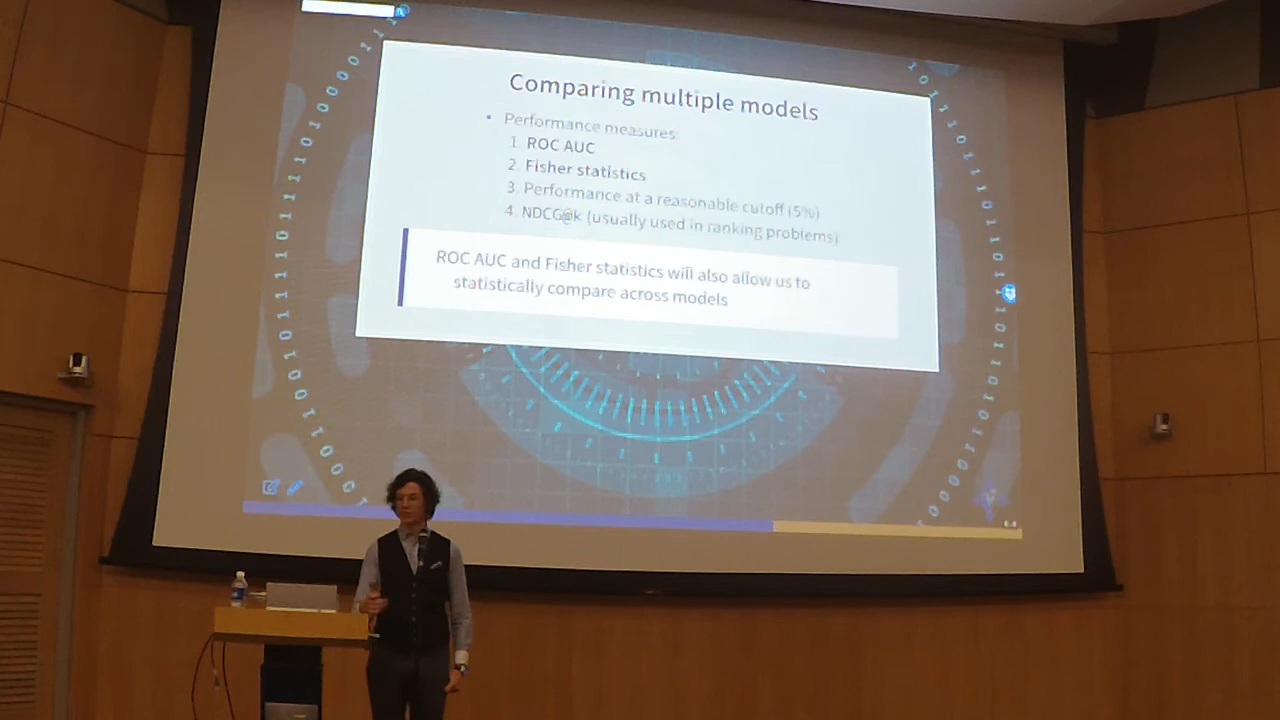 Comparing multiple models
• Performance measures:
1. ROC AUC
2. Fisher statistics
3. Performance at a reasonable cutoff (5%)
4. NDCG@k (usually used in ranking problems)
ROC AUC and Fisher statistics will also allow us to
statistically compare across models